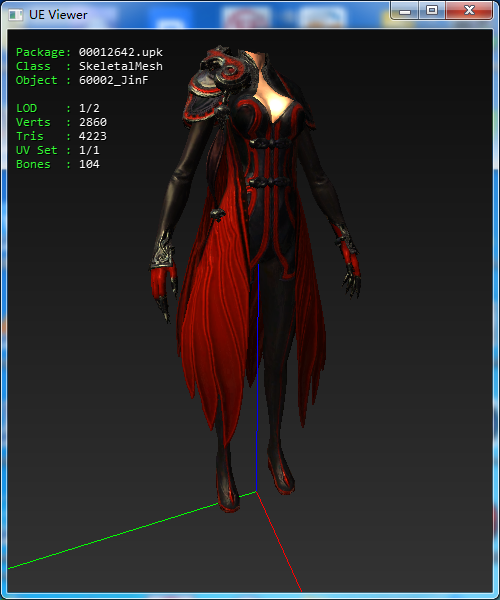 UE Viewer
Package: 00012642.upk
Class : SkeletalMesh
Object : 60002_JinF
LOD : 1/2
Verts : 2860
Tris : 4223
UV Set : 1/1
Bones : 104